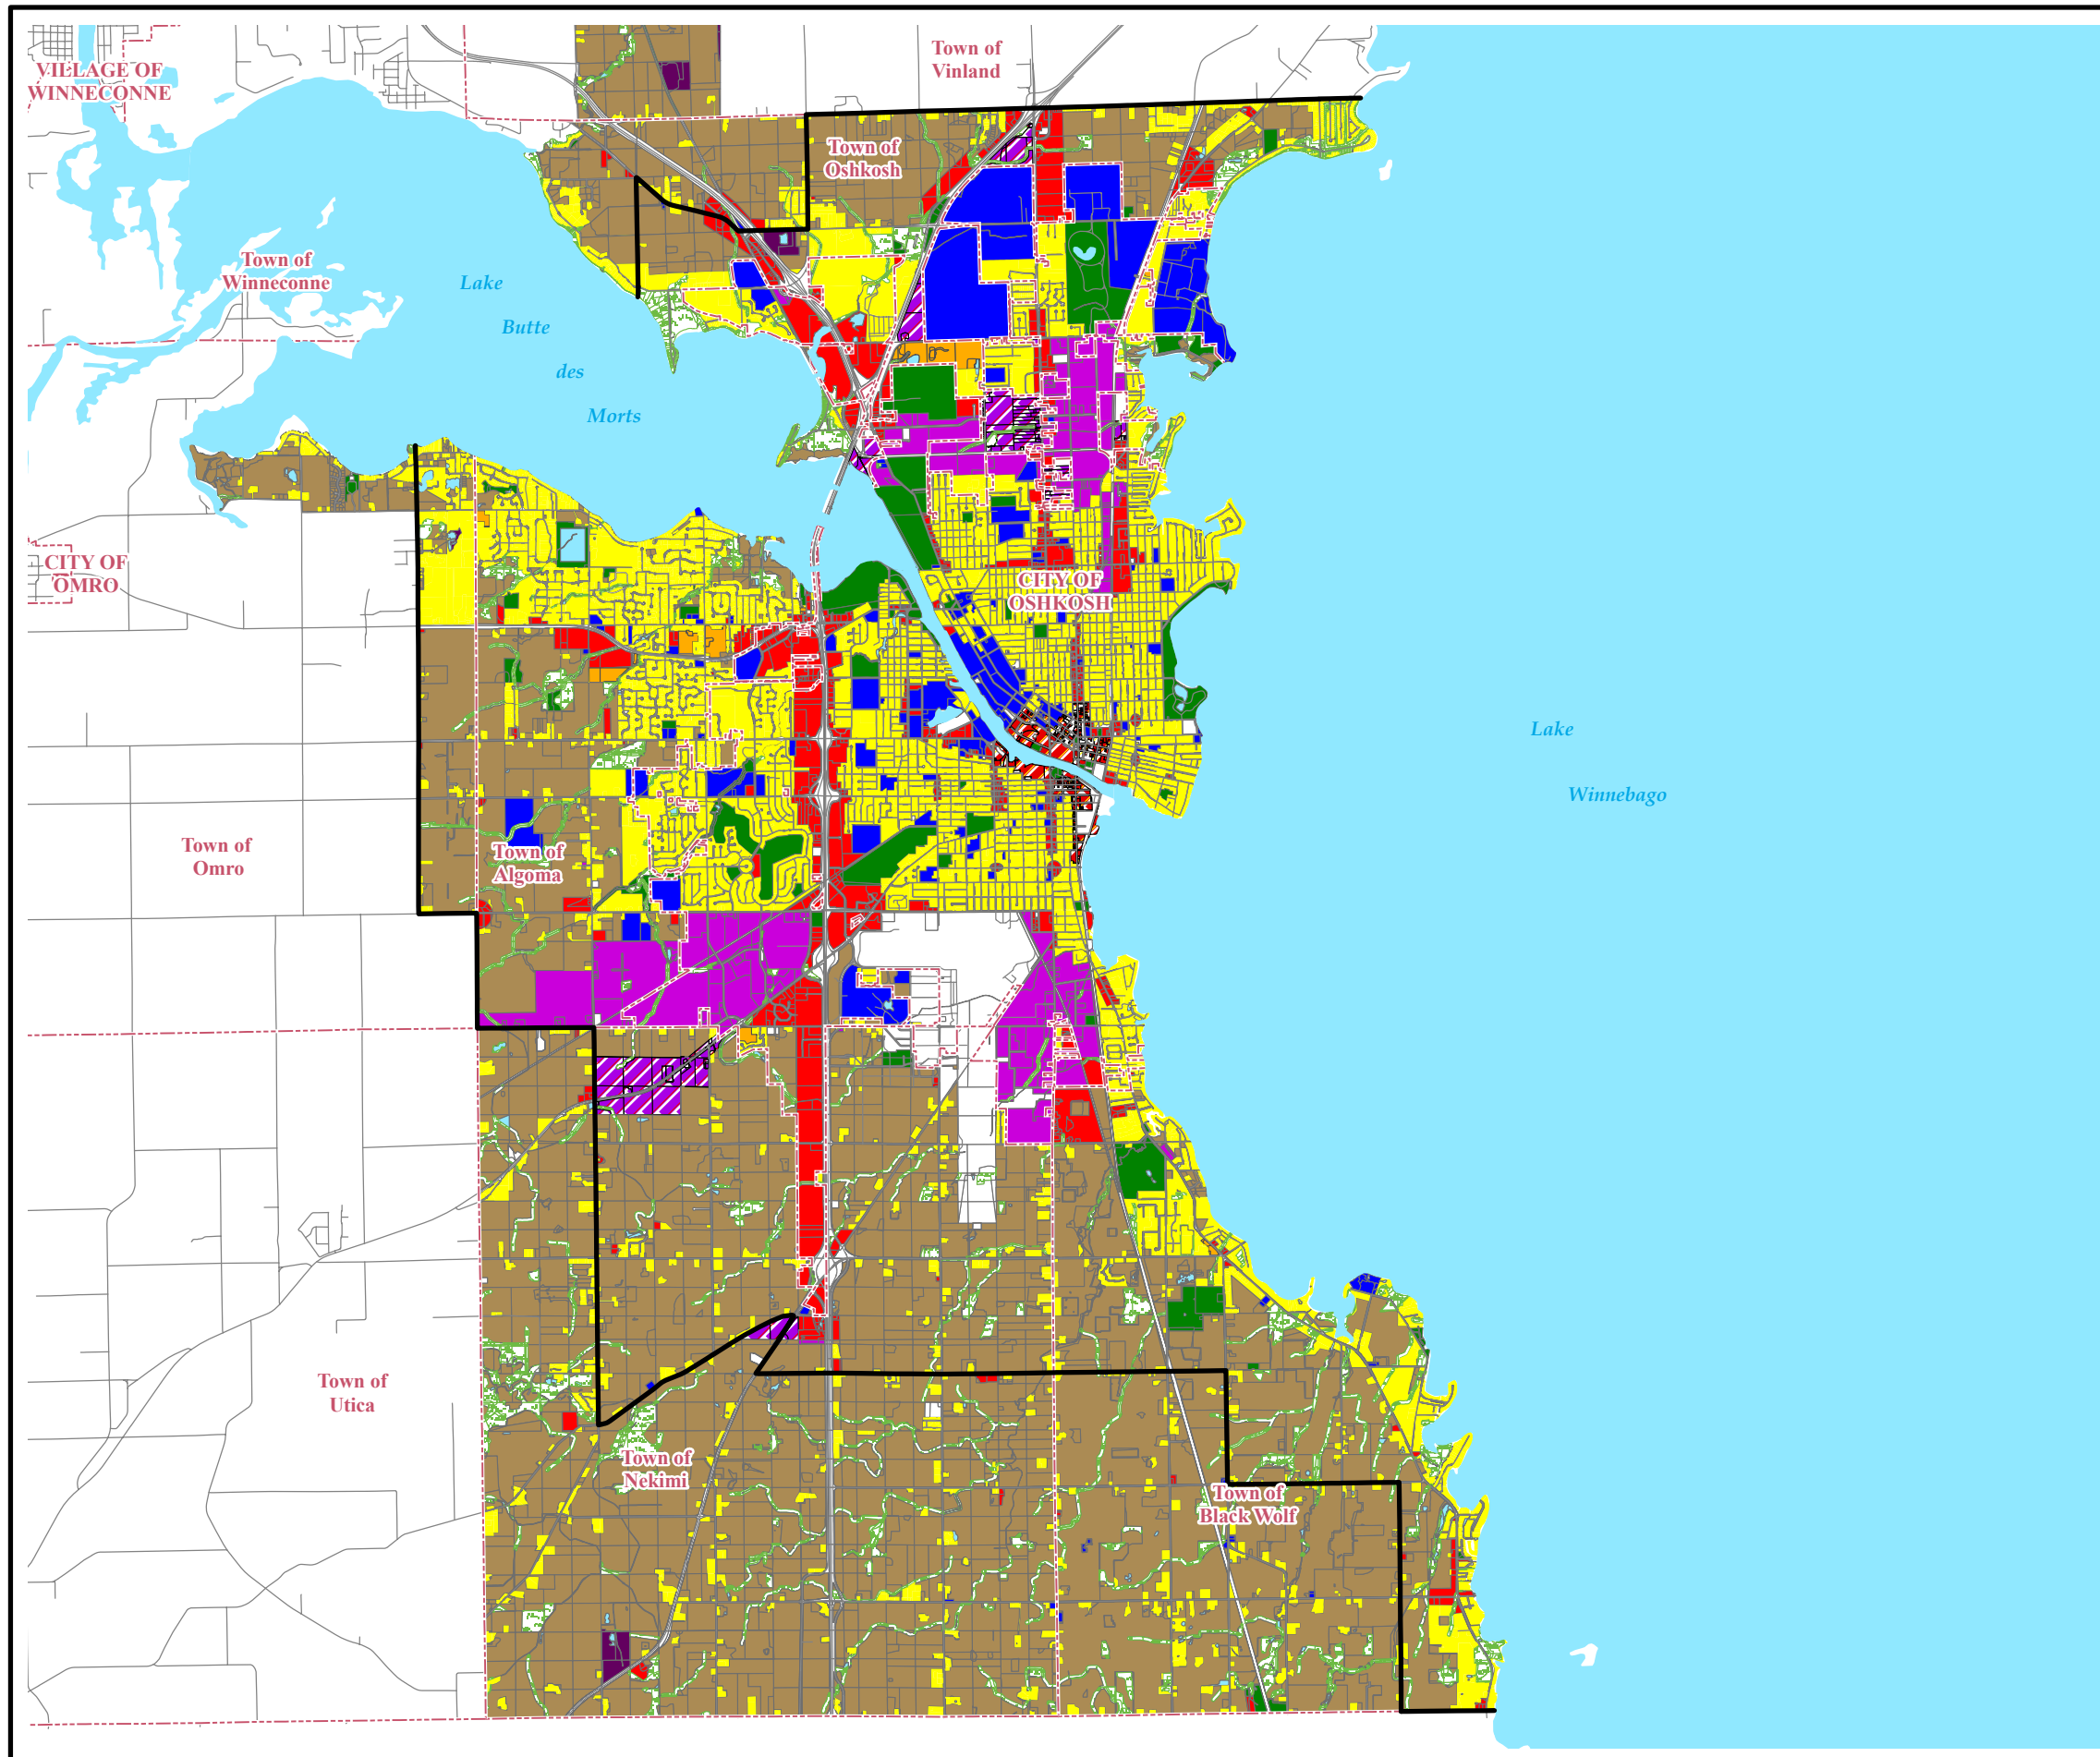 Town of
Vinland
VILLAGE OF
WINNECONNE
Town of
Oshkosh
Town of
Winneconne
Lake
Butte
des
Morts
CITY OF
OMRO
CITY OF
OSHKOSH
Lake
Winnebago
Town of
Omro
Town of
Algoma
Town of
Utica
Town of
Nekimi
Town of
Black Wolf